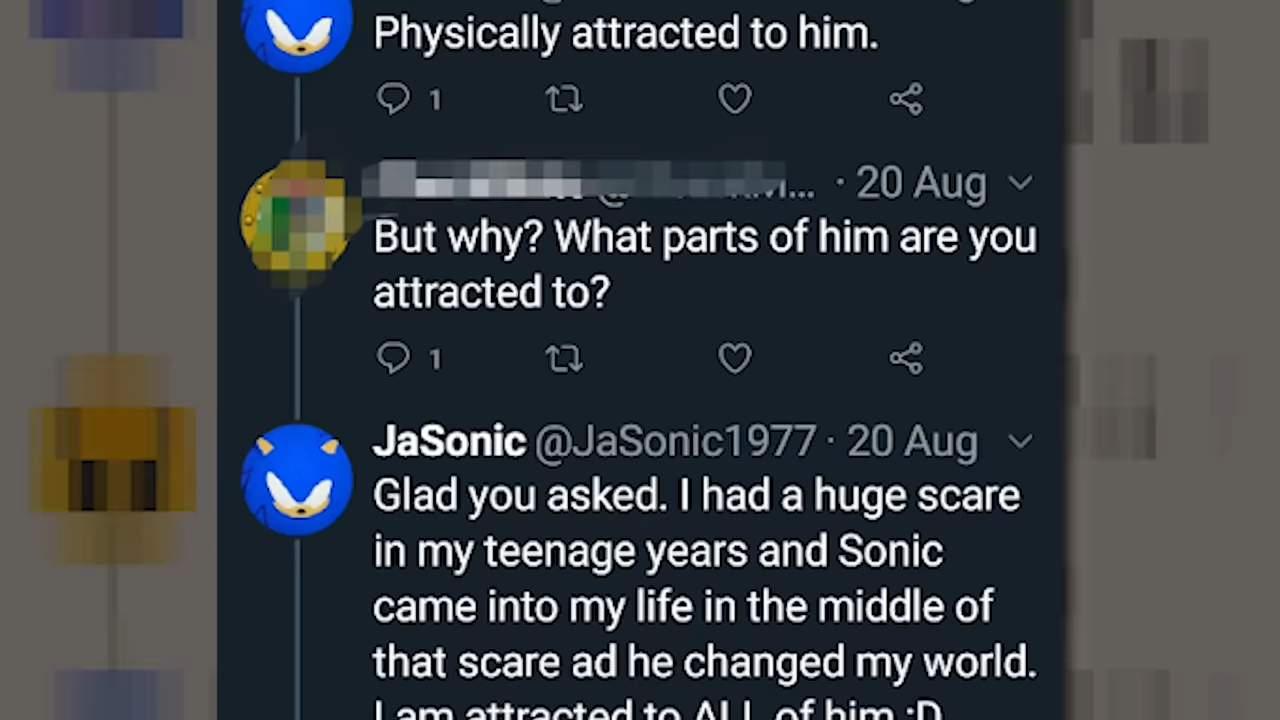 Physically attracted to him.
1
· 20 Aug
But why? What parts of him are you
attracted to?
1
JaSonic @JaSonic1977 · 20 Aug
Glad you asked. I had a huge scare
in my teenage years and Sonic
came into my life in the middle of
that scare ad he changed my world.
I am attracted to ALL of him :D